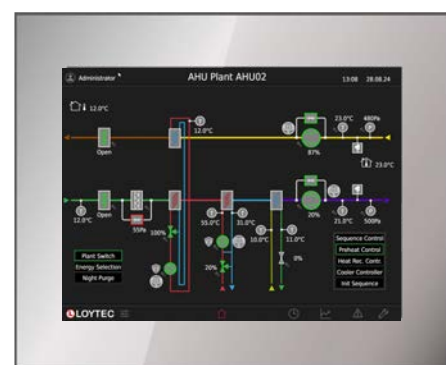 Administrator
AHU Plant AHU02
13:08 28.08.24
12.0°C
T
12.0°C
23.0°C
480Pa
T
P
Open
87%
23.0°C
Open
55Pa
T
12.0°C
100%
T
55.0°C
T
31.0°C
T
10.0°C
T
11.0°C
20%
T
21.0°C
P
500Pa
20%
0%
Plant Switch
Energy Selection
Night Purge
Sequence Control
Preheat Control
Heat Rec. Contr.
Cooler Controller
Init Sequence
LOYTEC